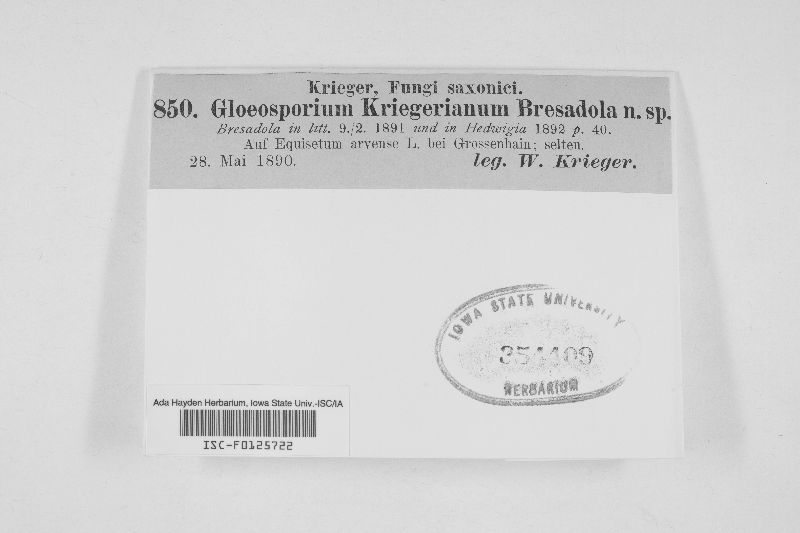 Krieger, Fungi saxonici.
850. Gloeosporium Kriegerianum Bresadola n. sp.
Bresadola in litt. 9./2. 1891 und in Hedwigia 1892 p. 40.
Auf Equisetum arvense L. bei Grossenhain; selten.
28. Mai 1890. leg. W. Krieger.
IOWA STATE UNIVERSITY
354409
HERBARIUM
Ada Hayden Herbarium, Iowa State Univ.-ISC/IA
ISC-F0125722